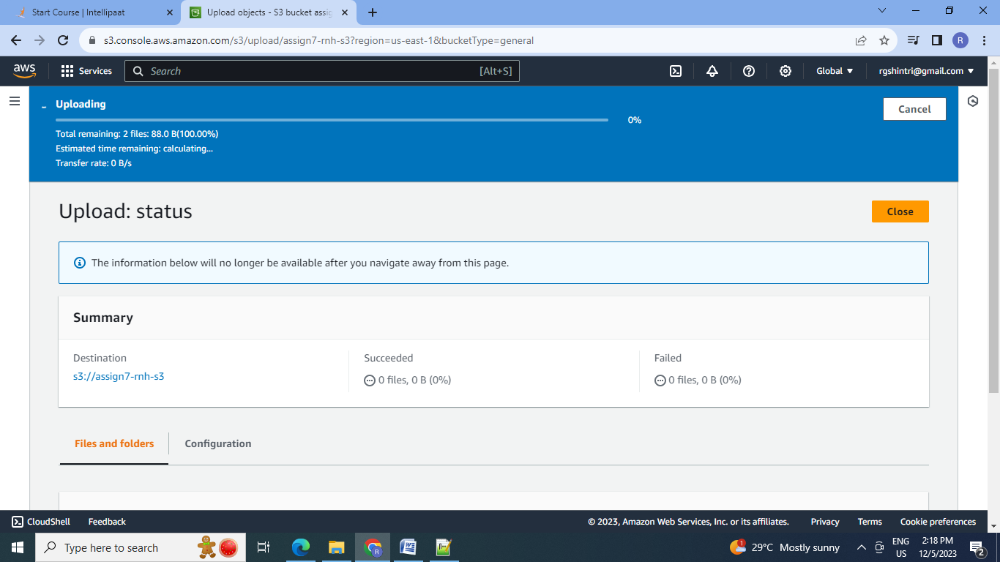 Start Course | Intellipaat
Upload objects - S3 bucket assig
s3.console.aws.amazon.com/s3/upload/assign7-rnh-s3?region=us-east-1&bucketType=general
R
aws
Services
Search
[Alt+S]
Global
rgshintri@gmail.com
Uploading
0%
Cancel
Total remaining: 2 files: 88.0 B(100.00%)
Estimated time remaining: calculating...
Transfer rate: 0 B/s
Upload: status
Close
The information below will no longer be available after you navigate away from this page.
Summary
Destination
s3://assign7-rnh-s3
Succeeded
0 files, 0 B (0%)
Failed
0 files, 0 B (0%)
Files and folders
Configuration
CloudShell
Feedback
© 2023, Amazon Web Services, Inc. or its affiliates.
Privacy
Terms
Cookie preferences
Type here to search
R
1
29°C Mostly sunny
ENG
US
2:18 PM
12/5/2023
2